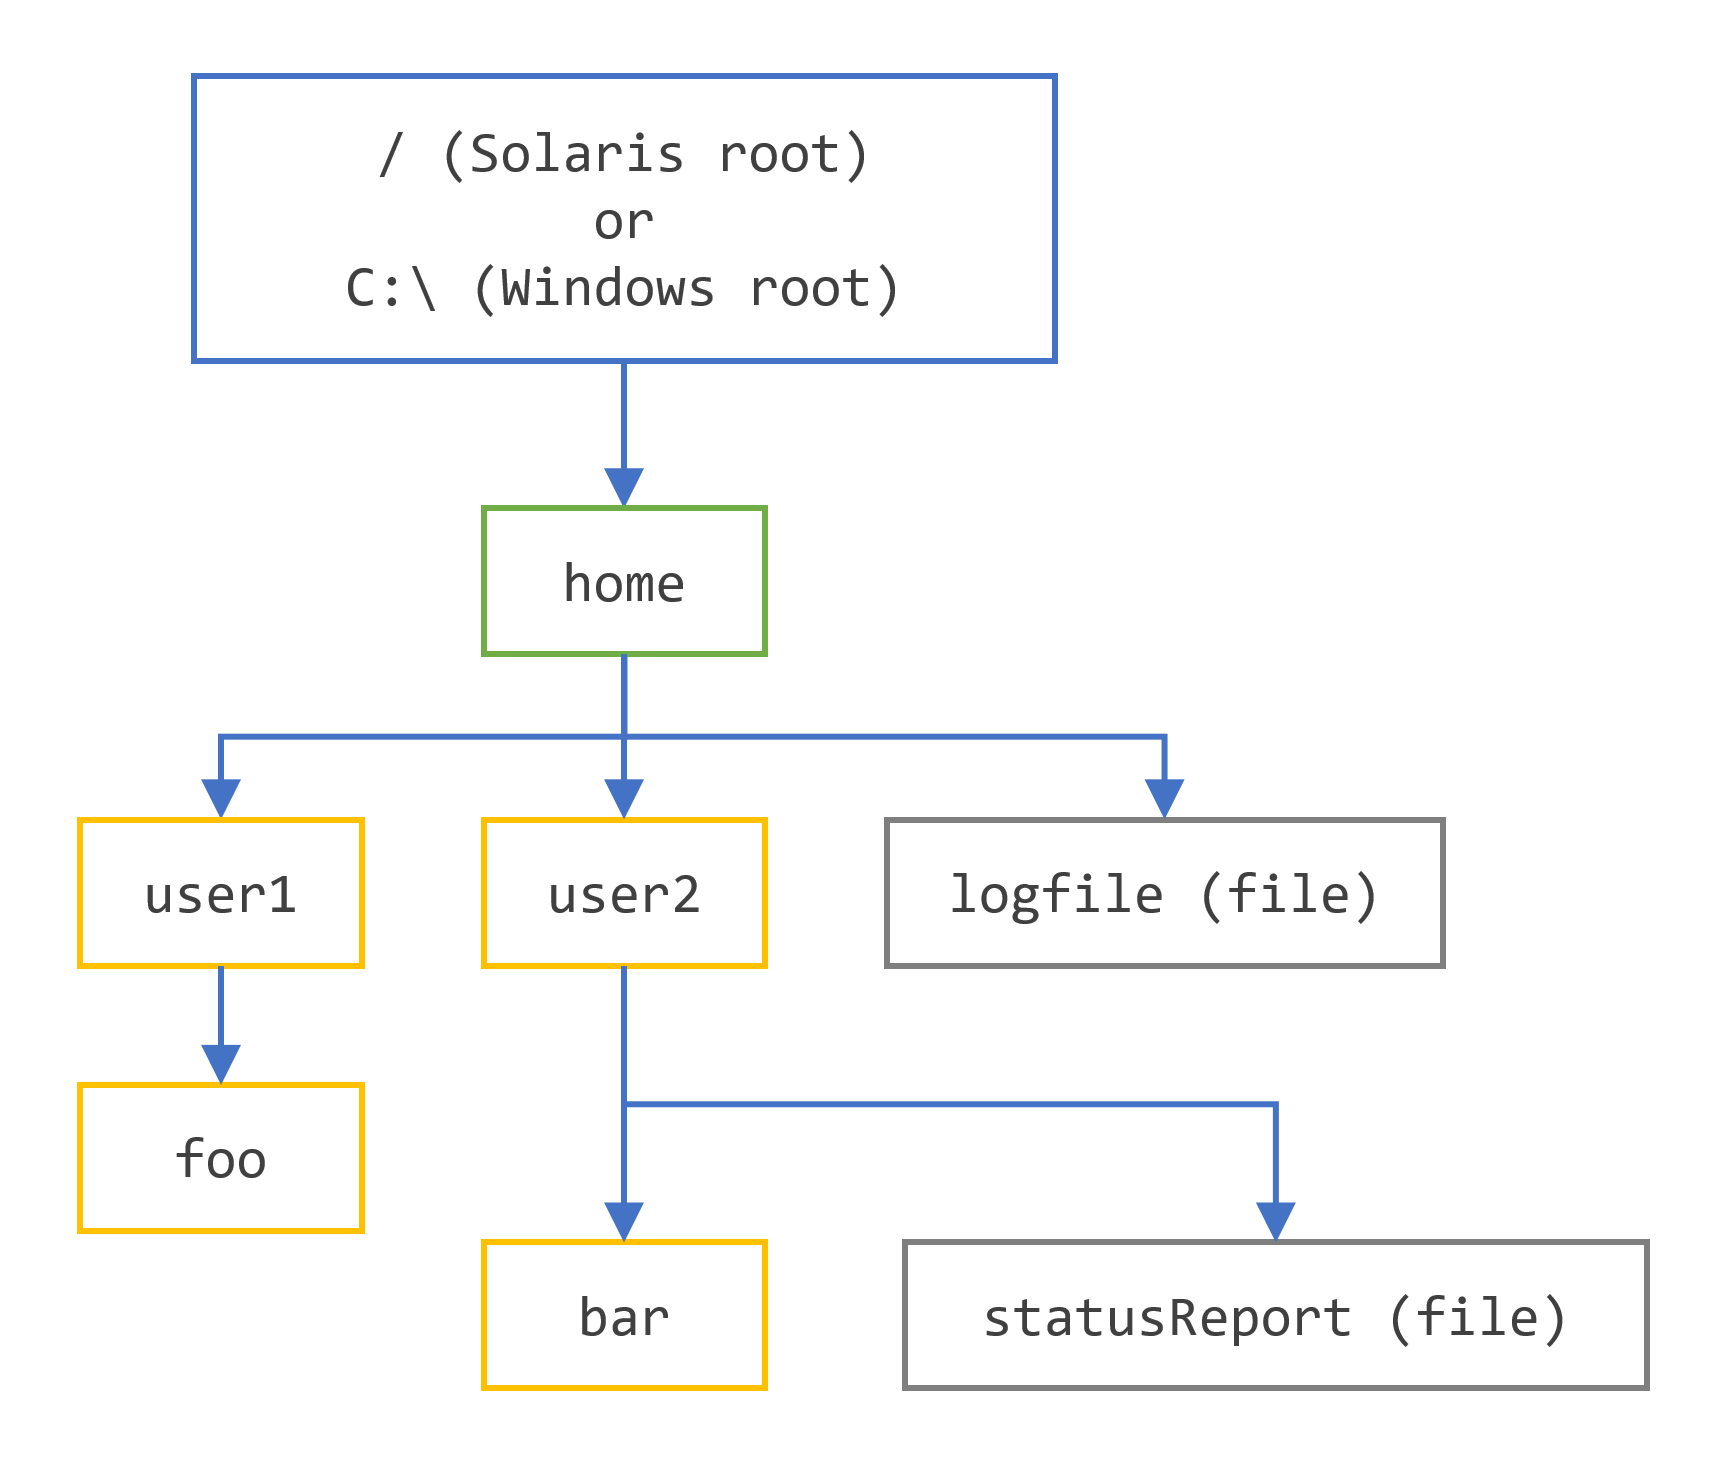 / (Solaris root)
or
C:\ (Windows root)
home
user1
user2
logfile (file)
foo
bar
statusReport (file)